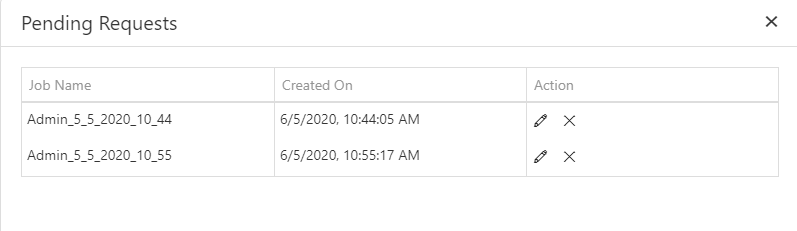 Pending Requests
Job Name Created On Action
Admin_5_5_2020_10_44 6/5/2020, 10:44:05 AM
Admin_5_5_2020_10_55 6/5/2020, 10:55:17 AM